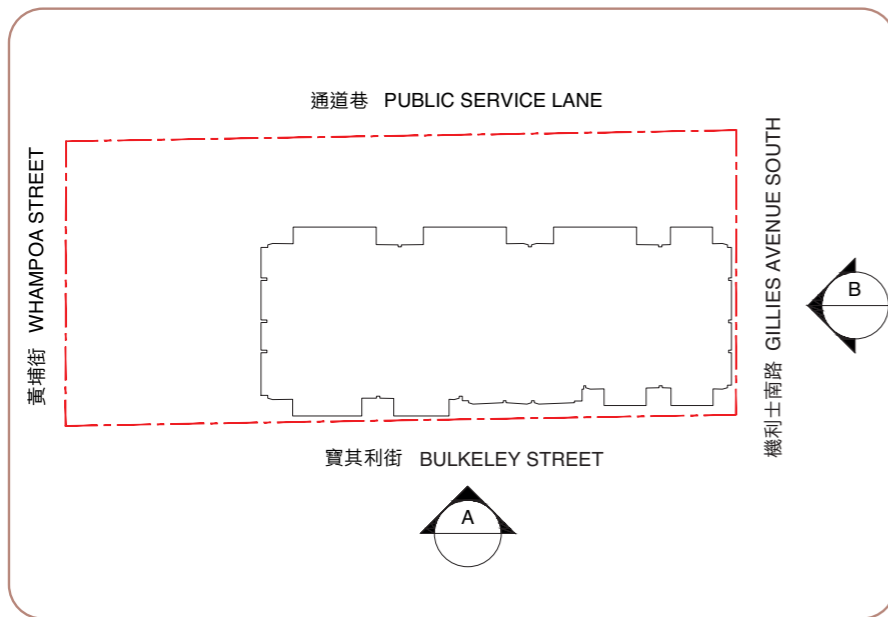 通道巷 PUBLIC SERVICE LANE
黃埔街 WHAMPOA STREET
機利士南路 GILLIES AVENUE SOUTH
B
寶其利街 BULKELEY STREET
A